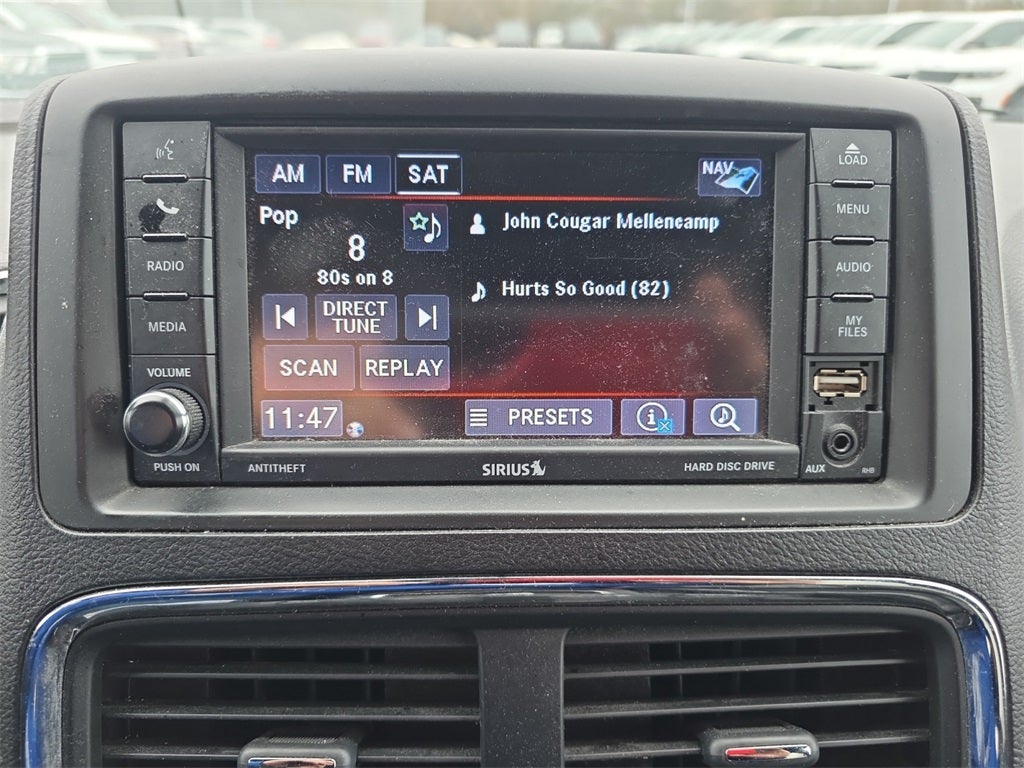 AM FM SAT NAV
Pop
8
80s on 8
John Cougar Mellencamp
Hurts So Good (82)
DIRECT
TUNE
SCAN REPLAY
11:47 PRESETS
RADIO
MEDIA
VOLUME
PUSH ON
LOAD
MENU
AUDIO
MY
FILES
AUX RHB
ANTITHEFT SIRIUS HARD DISC DRIVE